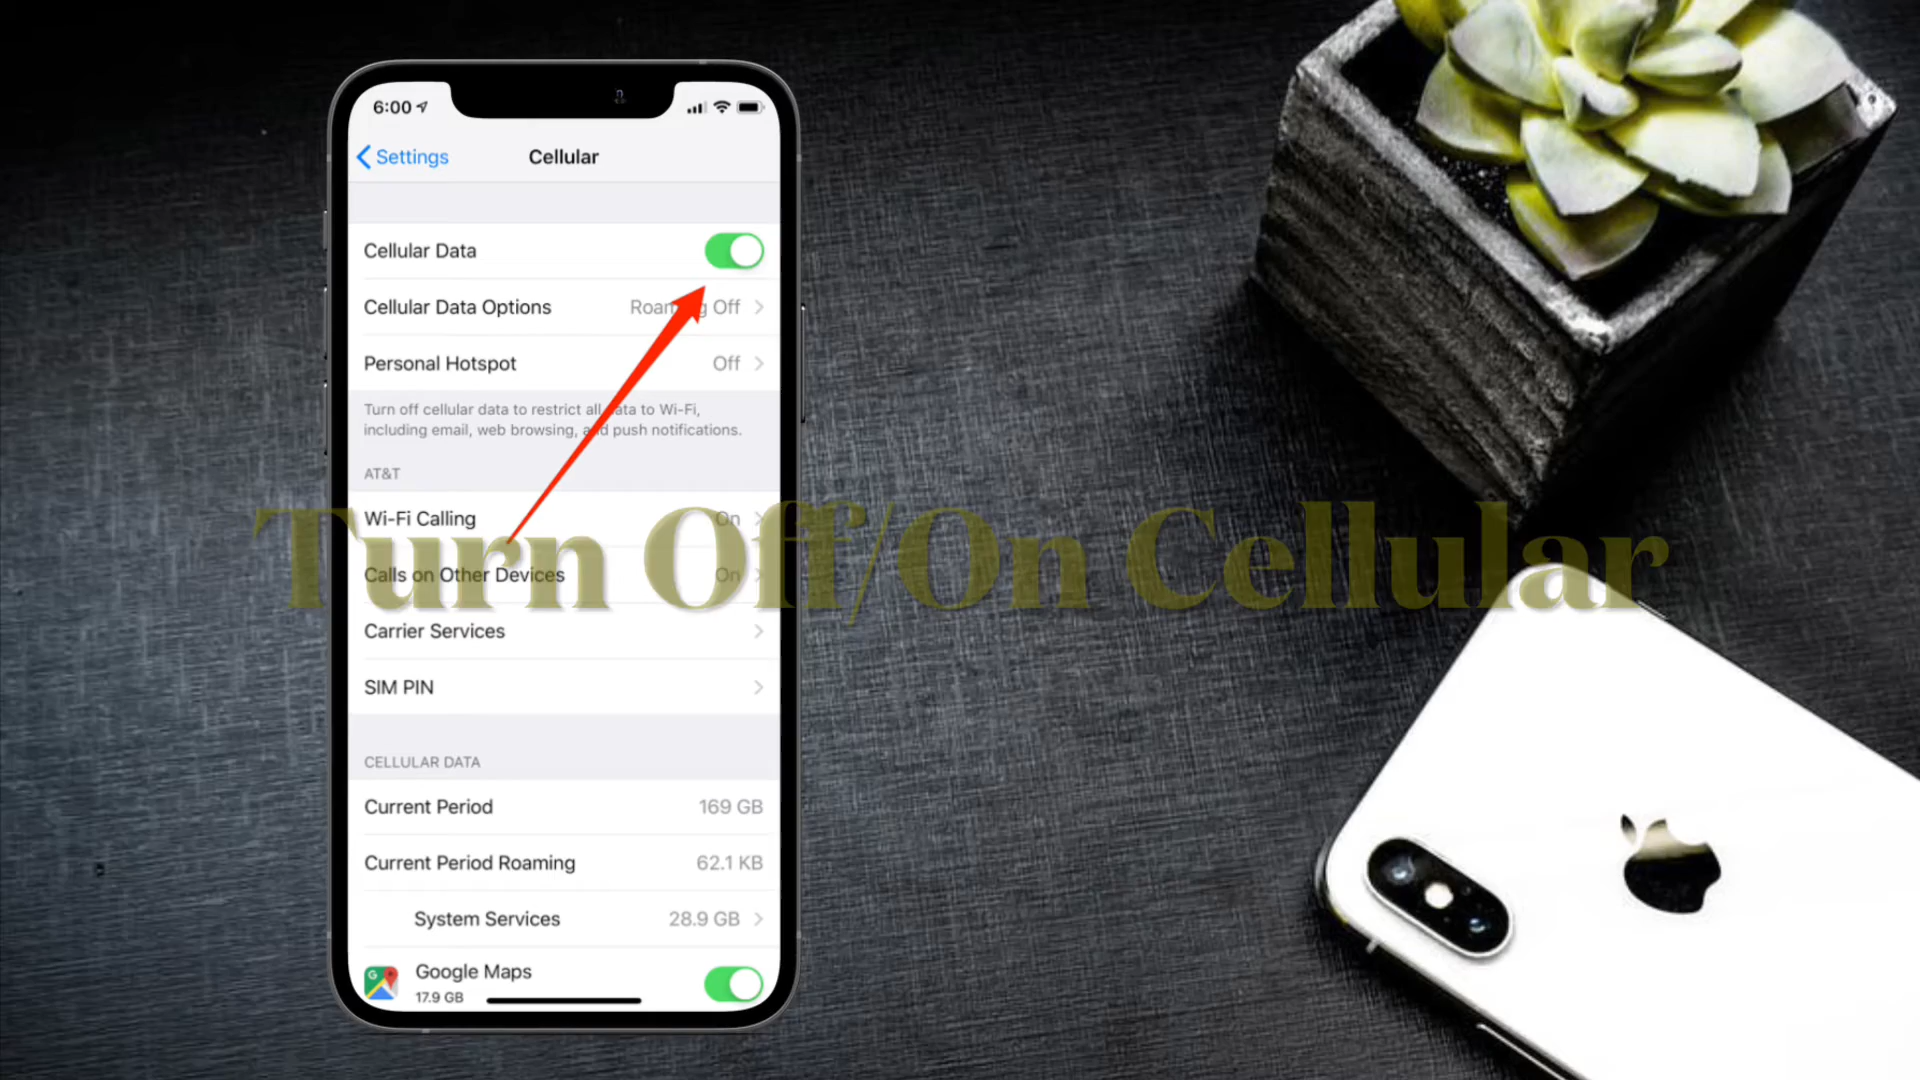 6:00
Settings
Cellular
Cellular Data
Cellular Data Options Roaming Off
Personal Hotspot Off
Turn off cellular data to restrict all data to Wi-Fi,
including email, web browsing, and push notifications.
AT&T
Wi-Fi Calling On
Turn Off/On Cellular
Calls on Other Devices On
Carrier Services
SIM PIN
CELLULAR DATA
Current Period 169 GB
Current Period Roaming 62.1 KB
System Services 28.9 GB
G
Google Maps
17.9 GB